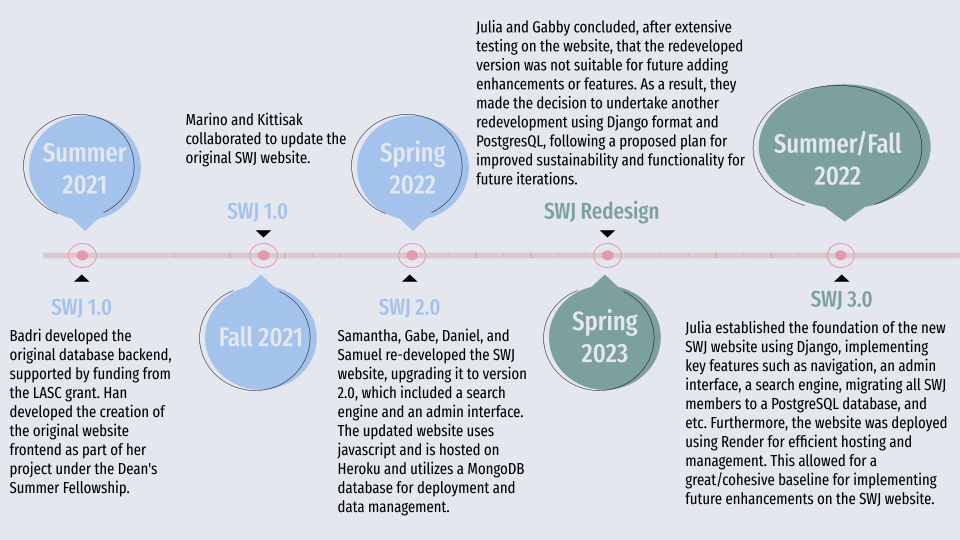 Summer
2021
SWJ 1.0
Badri developed the
original database backend,
supported by funding from
the LASC grant. Han
developed the creation of
the original website
frontend as part of her
project under the Dean's
Summer Fellowship.
Marino and Kittisak
collaborated to update the
original SWJ website.
SWJ 1.0
Fall 2021
Spring
2022
SWJ 2.0
Samantha, Gabe, Daniel, and
Samuel re-developed the SWJ
website, upgrading it to version
2.0, which included a search
engine and an admin interface.
The updated website uses
javascript and is hosted on
Heroku and utilizes a MongoDB
database for deployment and
data management.
Julia and Gabby concluded, after extensive
testing on the website, that the redeveloped
version was not suitable for future adding
enhancements or features. As a result, they
made the decision to undertake another
redevelopment using Django format and
PostgresQL, following a proposed plan for
improved sustainability and functionality for
future iterations.
SWJ Redesign
Spring
2023
Summer/Fall
2022
SWJ 3.0
Julia established the foundation of the new
SWJ website using Django, implementing
key features such as navigation, an admin
interface, a search engine, migrating all SWJ
members to a PostgreSQL database, and
etc. Furthermore, the website was deployed
using Render for efficient hosting and
management. This allowed for a
great/cohesive baseline for implementing
future enhancements on the SWJ website.